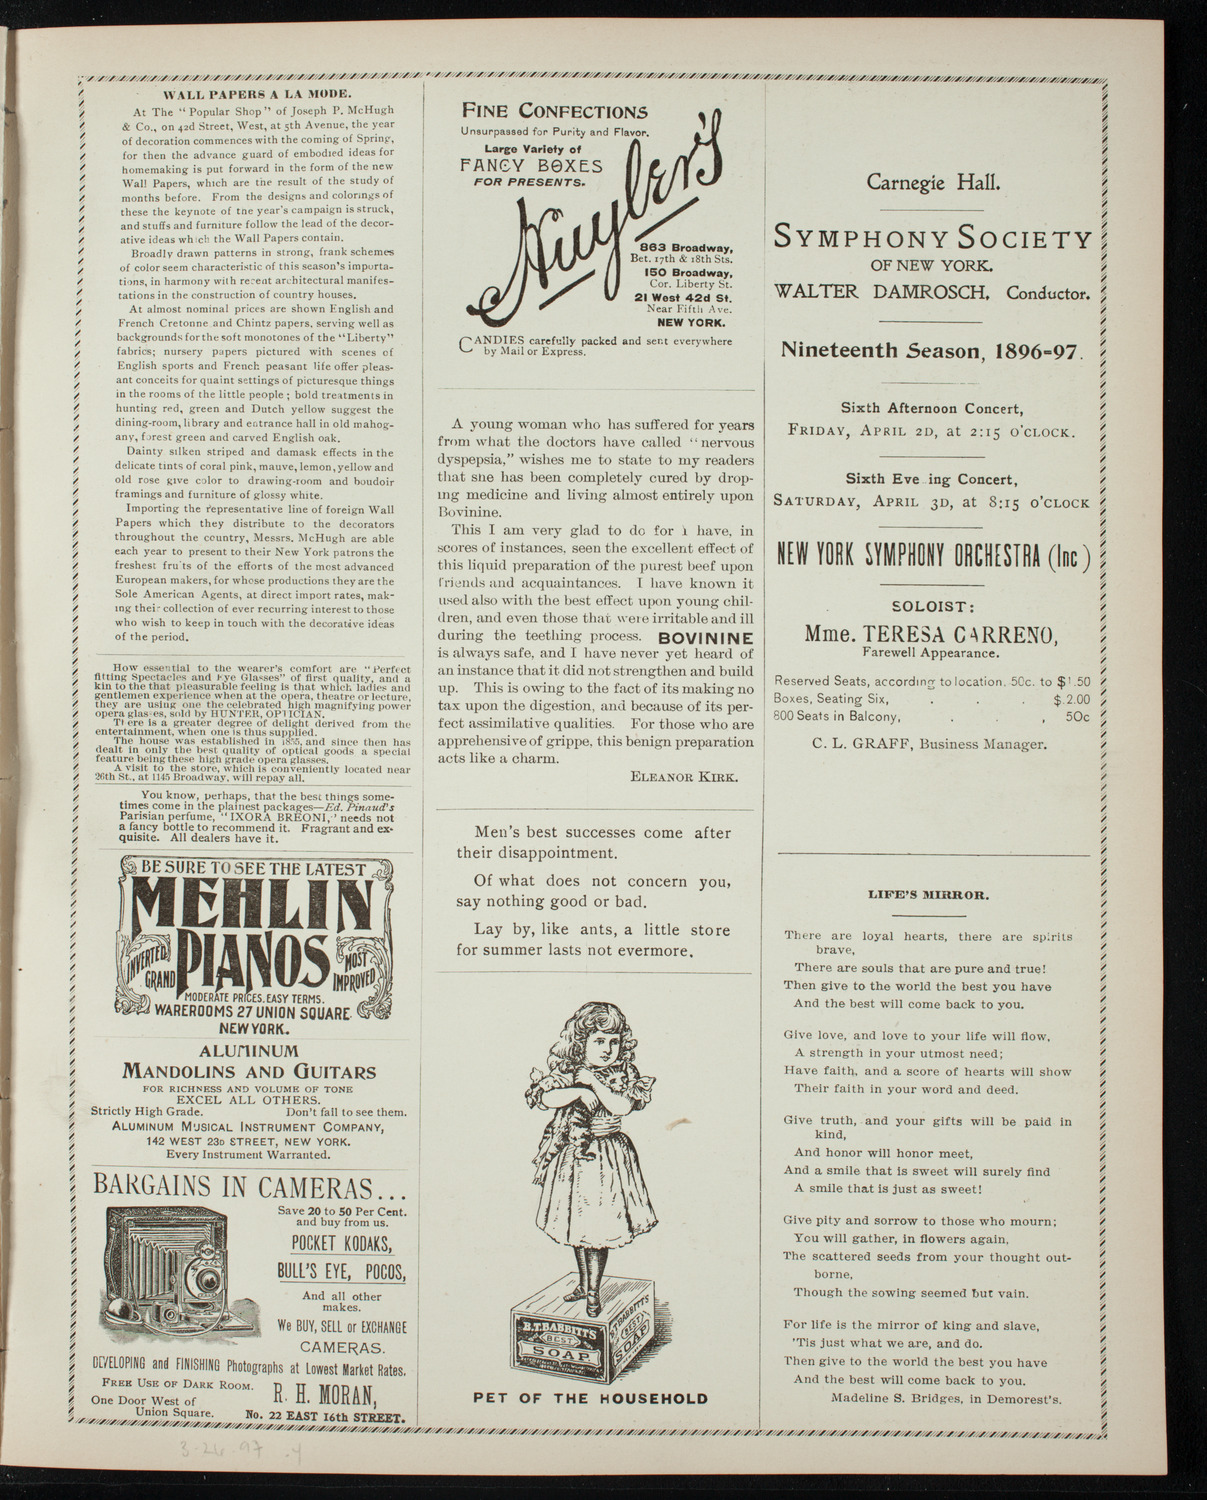 WALL PAPERS A LA MODE.
At The "Popular Shop" of Joseph P. McHugh
& Co., on 42d Street, West, at 5th Avenue, the year
of decoration commences with the coming of Spring,
for then the advance guard of embodied ideas for
homemaking is put forward in the form of the new
Wall Papers, which are the result of the study of
months before. From the designs and colorings of
these the keynote of the year's campaign is struck,
and stuffs and furniture follow the lead of the decor-
ative ideas which the Wall Papers contain.
Broadly drawn patterns in strong, frank schemes
of color seem characteristic of this season's importa-
tions, in harmony with recent architectural manifes-
tations in the construction of country houses.
At almost nominal prices are shown English and
French Cretonne and Chintz papers, serving well as
backgrounds for the soft monotones of the "Liberty"
fabrics; nursery papers pictured with scenes of
English sports and French peasant life offer pleas-
ant conceits for quaint settings of picturesque things
in the rooms of the little people; bold treatments in
hunting red, green and Dutch yellow suggest the
dining-room, library and entrance hall in old mahog-
any, forest green and carved English oak.
Dainty silken striped and damask effects in the
delicate tints of coral pink, mauve, lemon, yellow and
old rose give color to drawing-room and boudoir
framings and furniture of glossy white.
Importing the representative line of foreign Wall
Papers which they distribute to the decorators
throughout the country, Messrs. McHugh are able
each year to present to their New York patrons the
freshest fruits of the efforts of the most advanced
European makers, for whose productions they are the
Sole American Agents, at direct import rates, mak-
ing their collection of ever recurring interest to those
who wish to keep in touch with the decorative ideas
of the period.
How essential to the wearer's comfort are "Perfect
fitting Spectacles and Eye Glasses" of first quality, and a
kin to the that pleasurable feeling is that which ladies and
gentlemen experience when at the opera, theatre or lecture,
they are using one the celebrated high magnifying power
opera glasses, sold by HUNTER, OPTICIAN.
There is a greater degree of delight derived from the
entertainment, when one is thus supplied.
The house was established in 1855, and since then has
dealt in only the best quality of optical goods a special
feature being these high grade opera glasses.
A visit to the store, which is conveniently located near
26th St., at 1145 Broadway, will repay all.
You know, perhaps, that the best things some-
times come in the plainest packages—Ed. Pinaud's
Parisian perfume, "IXORA BREONI," needs not
a fancy bottle to recommend it. Fragrant and ex-
quisite. All dealers have it.
BE SURE TO SEE THE LATEST
MEHLIN
PIANOS
INVERTED GRAND
MOST IMPROVED
MODERATE PRICES. EASY TERMS.
WAREROOMS 27 UNION SQUARE
NEW YORK.
ALUMINUM
MANDOLINS AND GUITARS
FOR RICHNESS AND VOLUME OF TONE
EXCEL ALL OTHERS.
Strictly High Grade. Don't fail to see them.
ALUMINUM MUSICAL INSTRUMENT COMPANY,
142 WEST 23D STREET, NEW YORK.
Every Instrument Warranted.
BARGAINS IN CAMERAS...
Save 20 to 50 Per Cent.
and buy from us.
POCKET KODAKS,
BULL'S EYE, POCOS,
And all other
makes.
We BUY, SELL or EXCHANGE
CAMERAS.
DEVELOPING and FINISHING Photographs at Lowest Market Rates.
FREE USE OF DARK ROOM.
R. H. MORAN,
One Door West of
Union Square.
No. 22 EAST 16th STREET.
FINE CONFECTIONS
Unsurpassed for Purity and Flavor.
Large Variety of
FANCY BOXES
FOR PRESENTS.
Huyler's
863 Broadway,
Bet. 17th & 18th Sts.
150 Broadway,
Cor. Liberty St.
21 West 42d St.
Near Fifth Ave.
NEW YORK.
CANDIES carefully packed and sent everywhere
by Mail or Express.
A young woman who has suffered for years
from what the doctors have called "nervous
dyspepsia," wishes me to state to my readers
that she has been completely cured by drop-
ing medicine and living almost entirely upon
Bovinine.
This I am very glad to do for I have, in
scores of instances, seen the excellent effect of
this liquid preparation of the purest beef upon
friends and acquaintances. I have known it
used also with the best effect upon young chil-
dren, and even those that were irritable and ill
during the teething process. BOVININE
is always safe, and I have never yet heard of
an instance that it did not strengthen and build
up. This is owing to the fact of its making no
tax upon the digestion, and because of its per-
fect assimilative qualities. For those who are
apprehensive of grippe, this benign preparation
acts like a charm.
ELEANOR KIRK.
Men's best successes come after
their disappointment.
Of what does not concern you,
say nothing good or bad.
Lay by, like ants, a little store
for summer lasts not evermore.
B.T. BABBITT'S
BEST
SOAP
B.T. BABBITT'S
BEST
SOAP
PET OF THE HOUSEHOLD
Carnegie Hall.
SYMPHONY SOCIETY
OF NEW YORK.
WALTER DAMROSCH, Conductor.
Nineteenth Season, 1896-97.
Sixth Afternoon Concert,
FRIDAY, APRIL 2D, at 2:15 O'CLOCK.
Sixth Eve ing Concert,
SATURDAY, APRIL 3D, at 8:15 O'CLOCK
NEW YORK SYMPHONY ORCHESTRA (Inc)
SOLOIST:
Mme. TERESA CARRENO,
Farewell Appearance.
Reserved Seats, according to location, 50c. to $1.50
Boxes, Seating Six, . . . $.2.00
800 Seats in Balcony, . . , 50c
C. L. GRAFF, Business Manager.
LIFE'S MIRROR.
There are loyal hearts, there are spirits
brave,
There are souls that are pure and true!
Then give to the world the best you have
And the best will come back to you.
Give love, and love to your life will flow,
A strength in your utmost need;
Have faith, and a score of hearts will show
Their faith in your word and deed.
Give truth, and your gifts will be paid in
kind,
And honor will honor meet,
And a smile that is sweet will surely find
A smile that is just as sweet!
Give pity and sorrow to those who mourn;
You will gather, in flowers again,
The scattered seeds from your thought out-
borne,
Though the sowing seemed but vain.
For life is the mirror of king and slave,
'Tis just what we are, and do.
Then give to the world the best you have
And the best will come back to you.
Madeline S. Bridges, in Demorest's.
3-26-97 .4